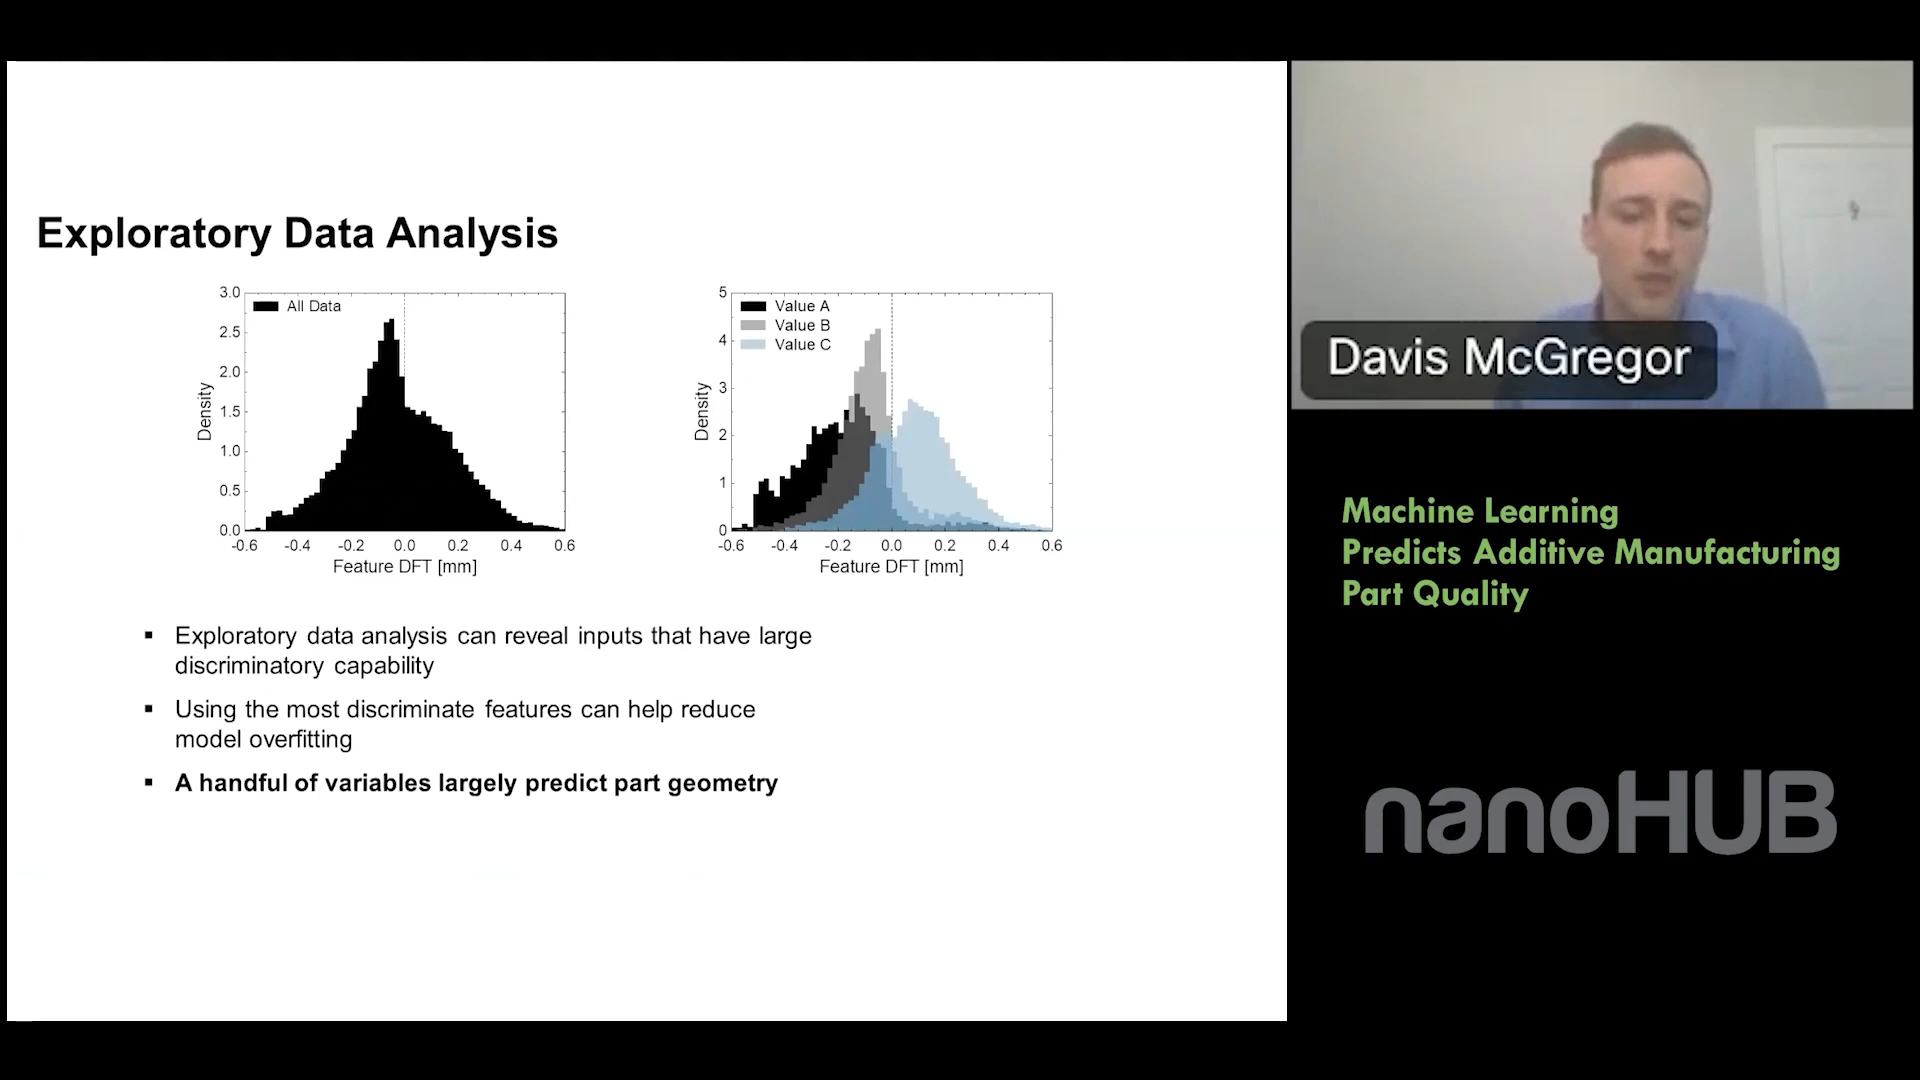 Exploratory Data Analysis
3.0
2.5
2.0
1.5
1.0
0.5
0.0
Density
All Data
-0.6 -0.4 -0.2 0.0 0.2 0.4 0.6
Feature DFT [mm]
5
4
3
2
1
0
Density
Value A
Value B
Value C
-0.6 -0.4 -0.2 0.0 0.2 0.4 0.6
Feature DFT [mm]
▪ Exploratory data analysis can reveal inputs that have large
discriminatory capability
▪ Using the most discriminate features can help reduce
model overfitting
▪ A handful of variables largely predict part geometry
Davis McGregor
Machine Learning
Predicts Additive Manufacturing
Part Quality
nanoHUB